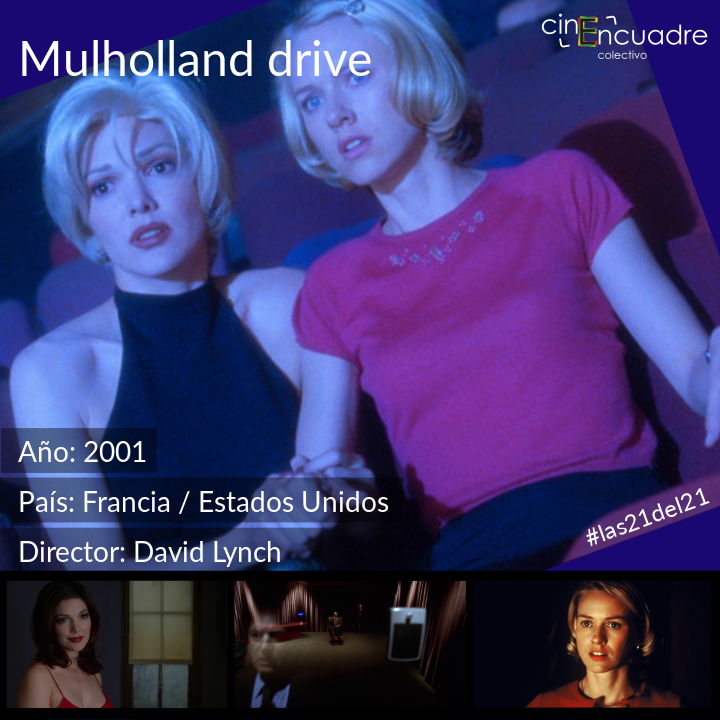 Mulholland drive
cinEncuadre
colectivo
Año: 2001
País: Francia / Estados Unidos
Director: David Lynch
#las21del21